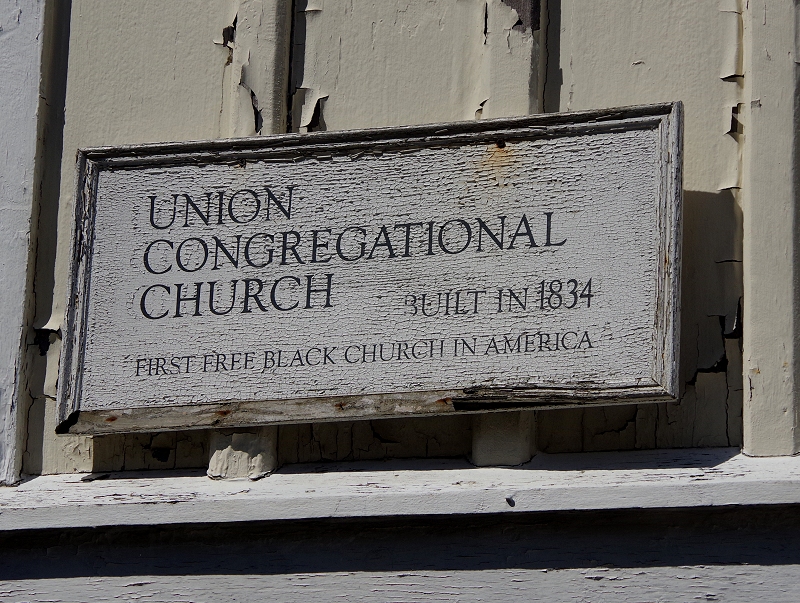 UNION
CONGREGATIONAL
CHURCH BUILT IN 1834
FIRST FREE BLACK CHURCH IN AMERICA